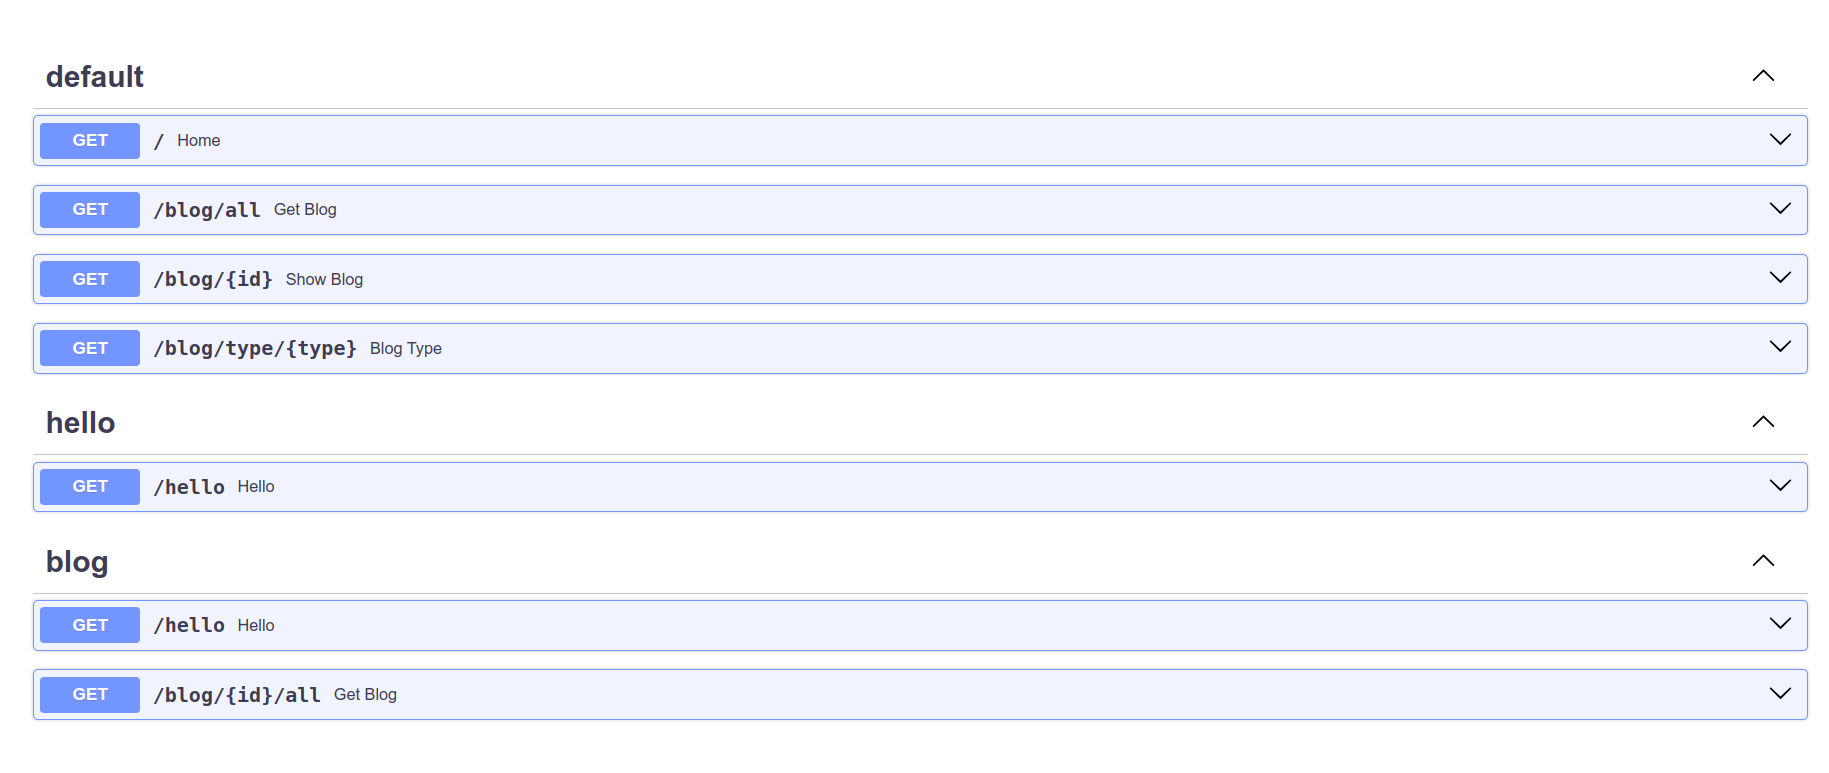 default
GET / Home
GET /blog/all Get Blog
GET /blog/{id} Show Blog
GET /blog/type/{type} Blog Type
hello
GET /hello Hello
blog
GET /hello Hello
GET /blog/{id}/all Get Blog